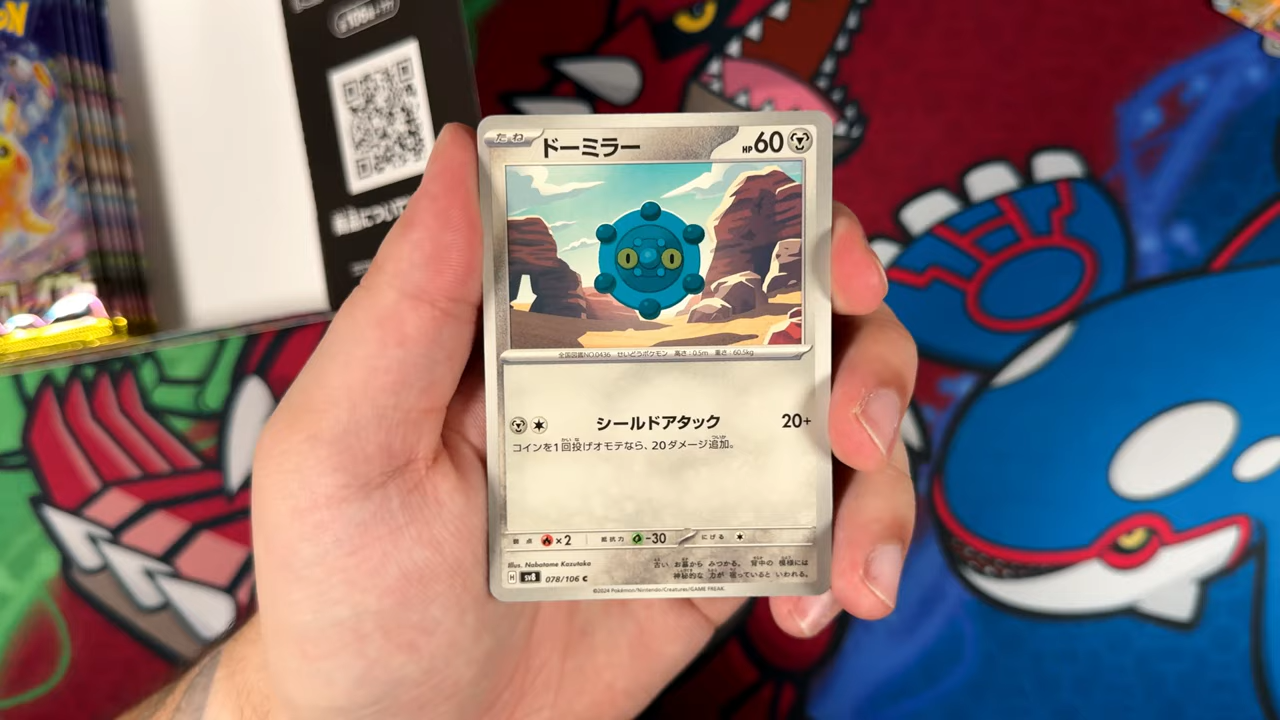 たね ドーミラー HP 60
全国図鑑NO.0436 せいどうポケモン 高さ:0.5m 重さ:60.5kg
シールドアタック 20+
コインを1回投げオモテなら、20ダメージ追加。
弱点 ×2 抵抗力 -30 にげる
Illus. Nabatame Kazutaka
古い お墓から みつかる。 背中の 模様には
神秘的な 力が 宿っていると いわれる。
H sv8 078/106 C
©2024 Pokémon/Nintendo/Creatures/GAME FREAK.